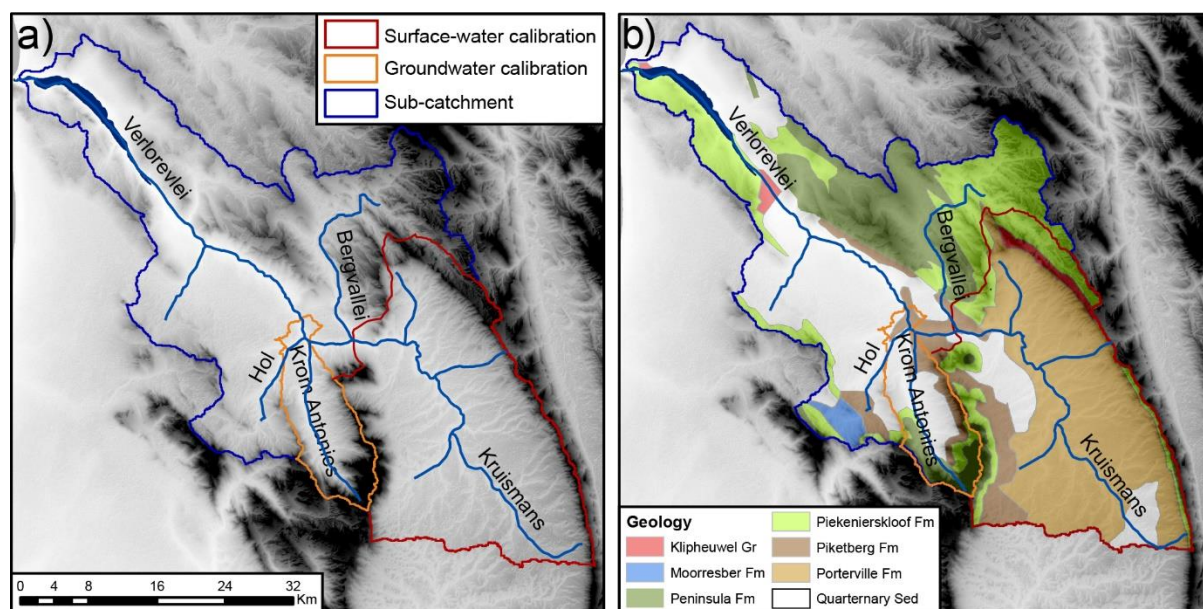 a)
Surface-water calibration
Groundwater calibration
Sub-catchment
Verlorevlei
Bergvallei
Hol
Krom Antonies
Kruismans
0 4 8 16 24 32
Km
b)
Verlorevlei
Bergvallei
Hol
Krom Antonies
Kruismans
Geology
Klipheuwel Gr
Moorresber Fm
Peninsula Fm
Piekenierskloof Fm
Piketberg Fm
Porterville Fm
Quarternary Sed